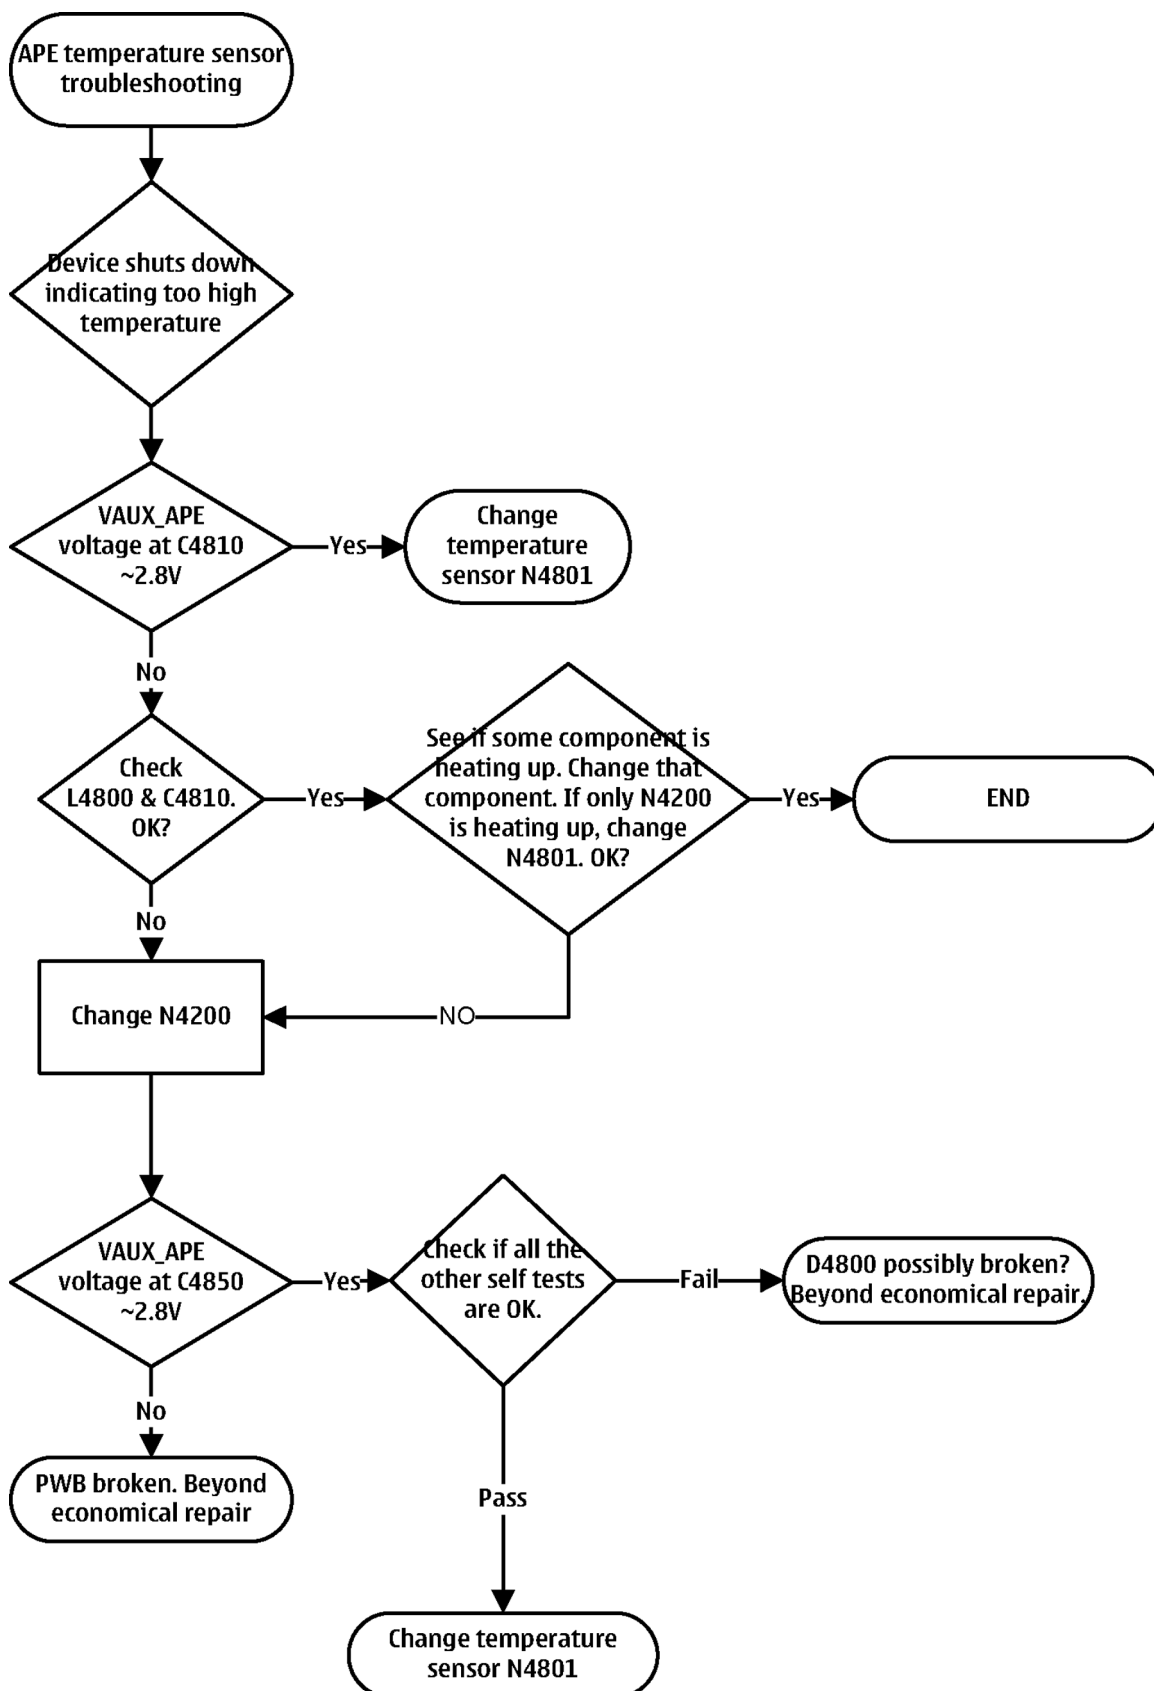 APE temperature sensor
troubleshooting
Device shuts down
indicating too high
temperature
VAUX_APE
voltage at C4810
~2.8V
Yes
Change
temperature
sensor N4801
No
Check
L4800 & C4810.
OK?
Yes
See if some component is
heating up. Change that
component. If only N4200
is heating up, change
N4801. OK?
Yes
END
No
Change N4200
NO
VAUX_APE
voltage at C4850
~2.8V
Yes
Check if all the
other self tests
are OK.
Fail
D4800 possibly broken?
Beyond economical repair.
No
PWB broken. Beyond
economical repair
Pass
Change temperature
sensor N4801